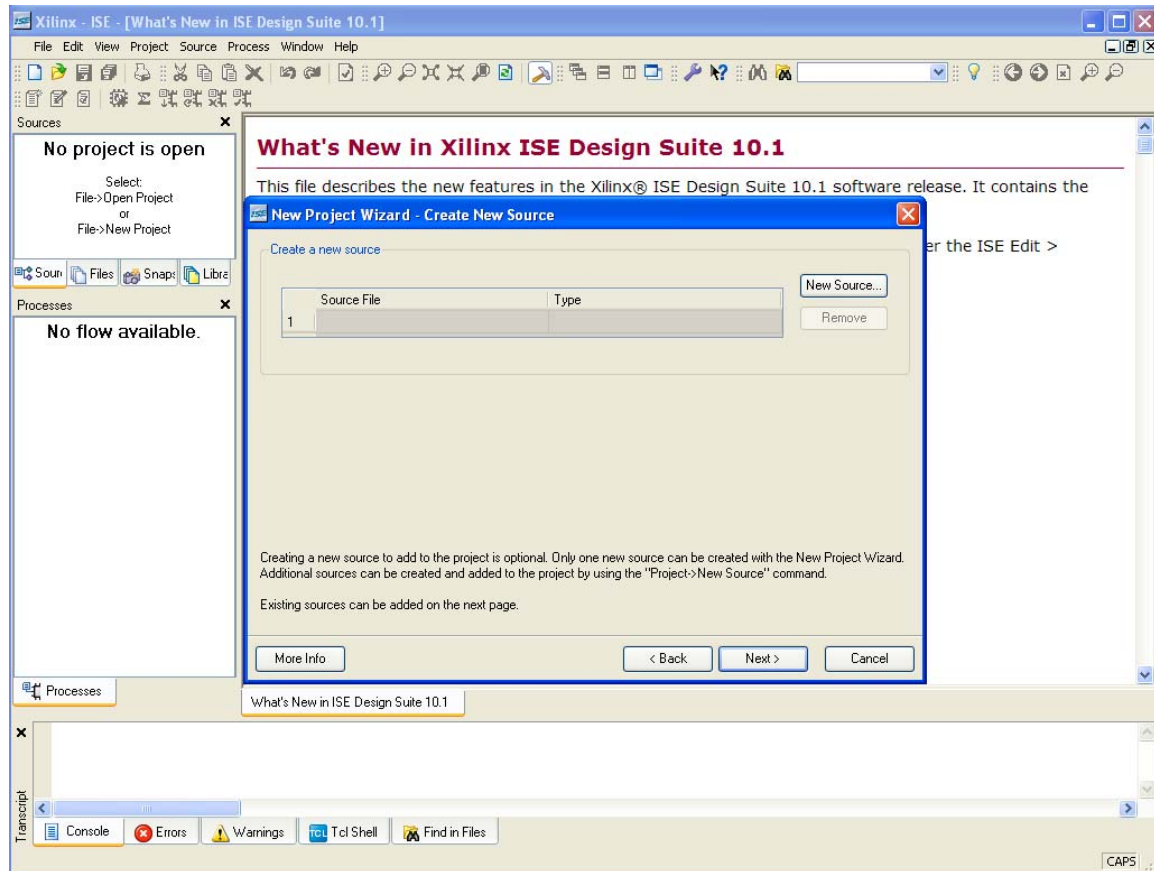 Xilinx - ISE - [What's New in ISE Design Suite 10.1]
File Edit View Project Source Process Window Help
Sources
No project is open
Select:
File->Open Project
or
File->New Project
Sourc Files Snaps Libra
Processes
No flow available.
Processes
What's New in Xilinx ISE Design Suite 10.1
This file describes the new features in the Xilinx® ISE Design Suite 10.1 software release. It contains the
er the ISE Edit >
New Project Wizard - Create New Source
Create a new source
Source File Type
1
New Source...
Remove
Creating a new source to add to the project is optional. Only one new source can be created with the New Project Wizard.
Additional sources can be created and added to the project by using the "Project->New Source" command.
Existing sources can be added on the next page.
More Info < Back Next > Cancel
What's New in ISE Design Suite 10.1
Transcript
Console Errors Warnings TCL Tcl Shell Find in Files
CAPS